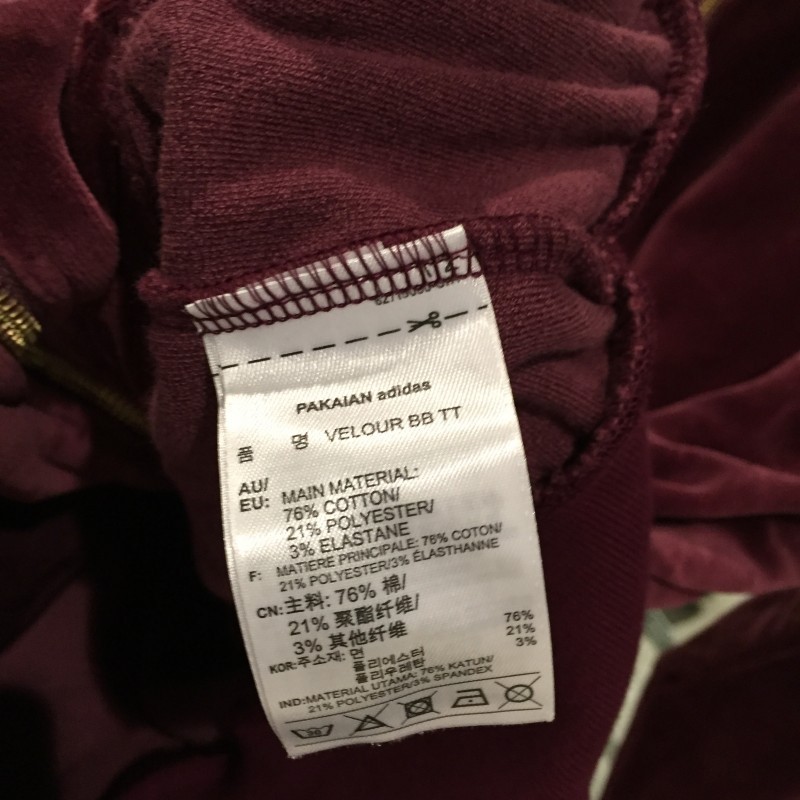 PAKAIAN adidas
품 명 VELOUR BB TT
AU/
EU: MAIN MATERIAL:
76% COTTON/
21% POLYESTER/
3% ELASTANE
F: MATIERE PRINCIPALE: 76% COTON/
21% POLYESTER/3% ÉLASTHANNE
CN: 主料: 76% 棉/
21% 聚酯纤维/
3% 其他纤维
KOR: 주소재: 면 76%
폴리에스터 21%
폴리우레탄 3%
IND: MATERIAL UTAMA: 76% KATUN/
21% POLYESTER/3% SPANDEX
30